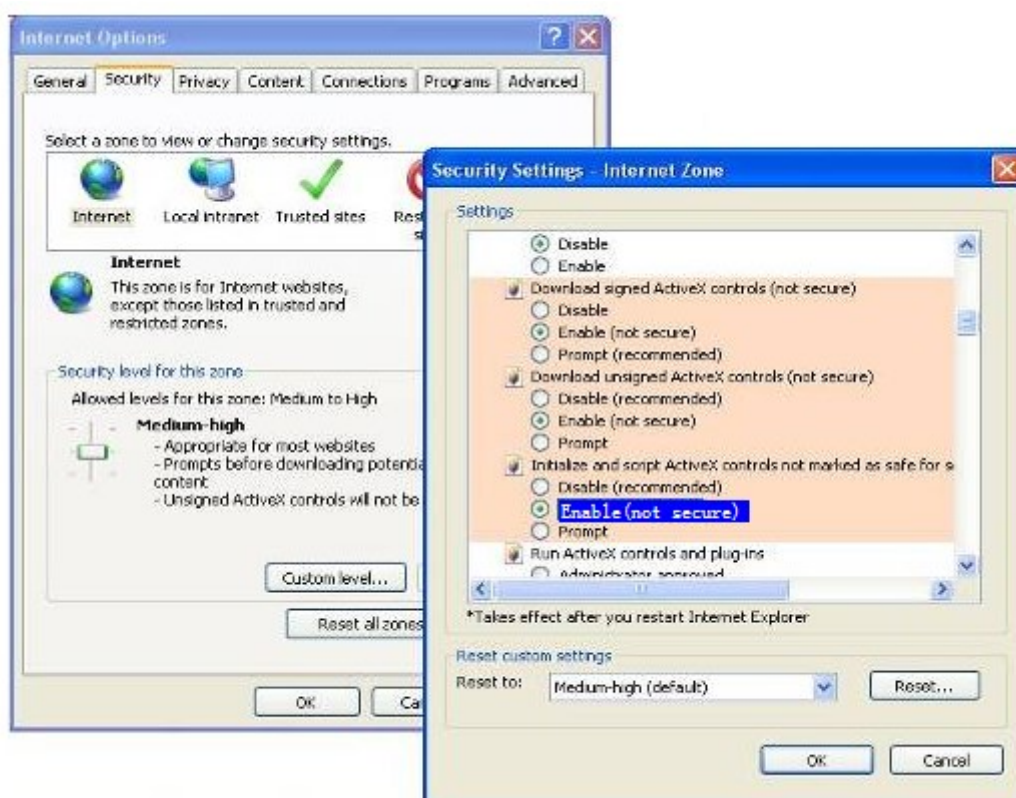 Internet Options
General
Security
Privacy
Content
Connections
Programs
Advanced
Select a zone to view or change security settings.
Internet
Local intranet
Trusted sites
Internet
This zone is for Internet websites,
except those listed in trusted and
restricted zones.
Security level for this zone
Allowed levels for this zone: Medium to High
Medium-high
- Appropriate for most websites
- Prompts before downloading
content
- Unsigned ActiveX controls will not be
Custom level...
Reset all zones
OK
Security Settings - Internet Zone
Settings
Disable
Enable
Download signed ActiveX controls (not secure)
Disable
Enable (not secure)
Prompt (recommended)
Download unsigned ActiveX controls (not secure)
Disable (recommended)
Enable (not secure)
Prompt
Initialize and script ActiveX controls not marked as safe for s
Disable (recommended)
Enable(not secure)
Prompt
Run ActiveX controls and plug-ins
Administrator approved
*Takes effect after you restart Internet Explorer
Reset custom settings
Reset to:
Medium-high (default)
Reset...
OK
Cancel